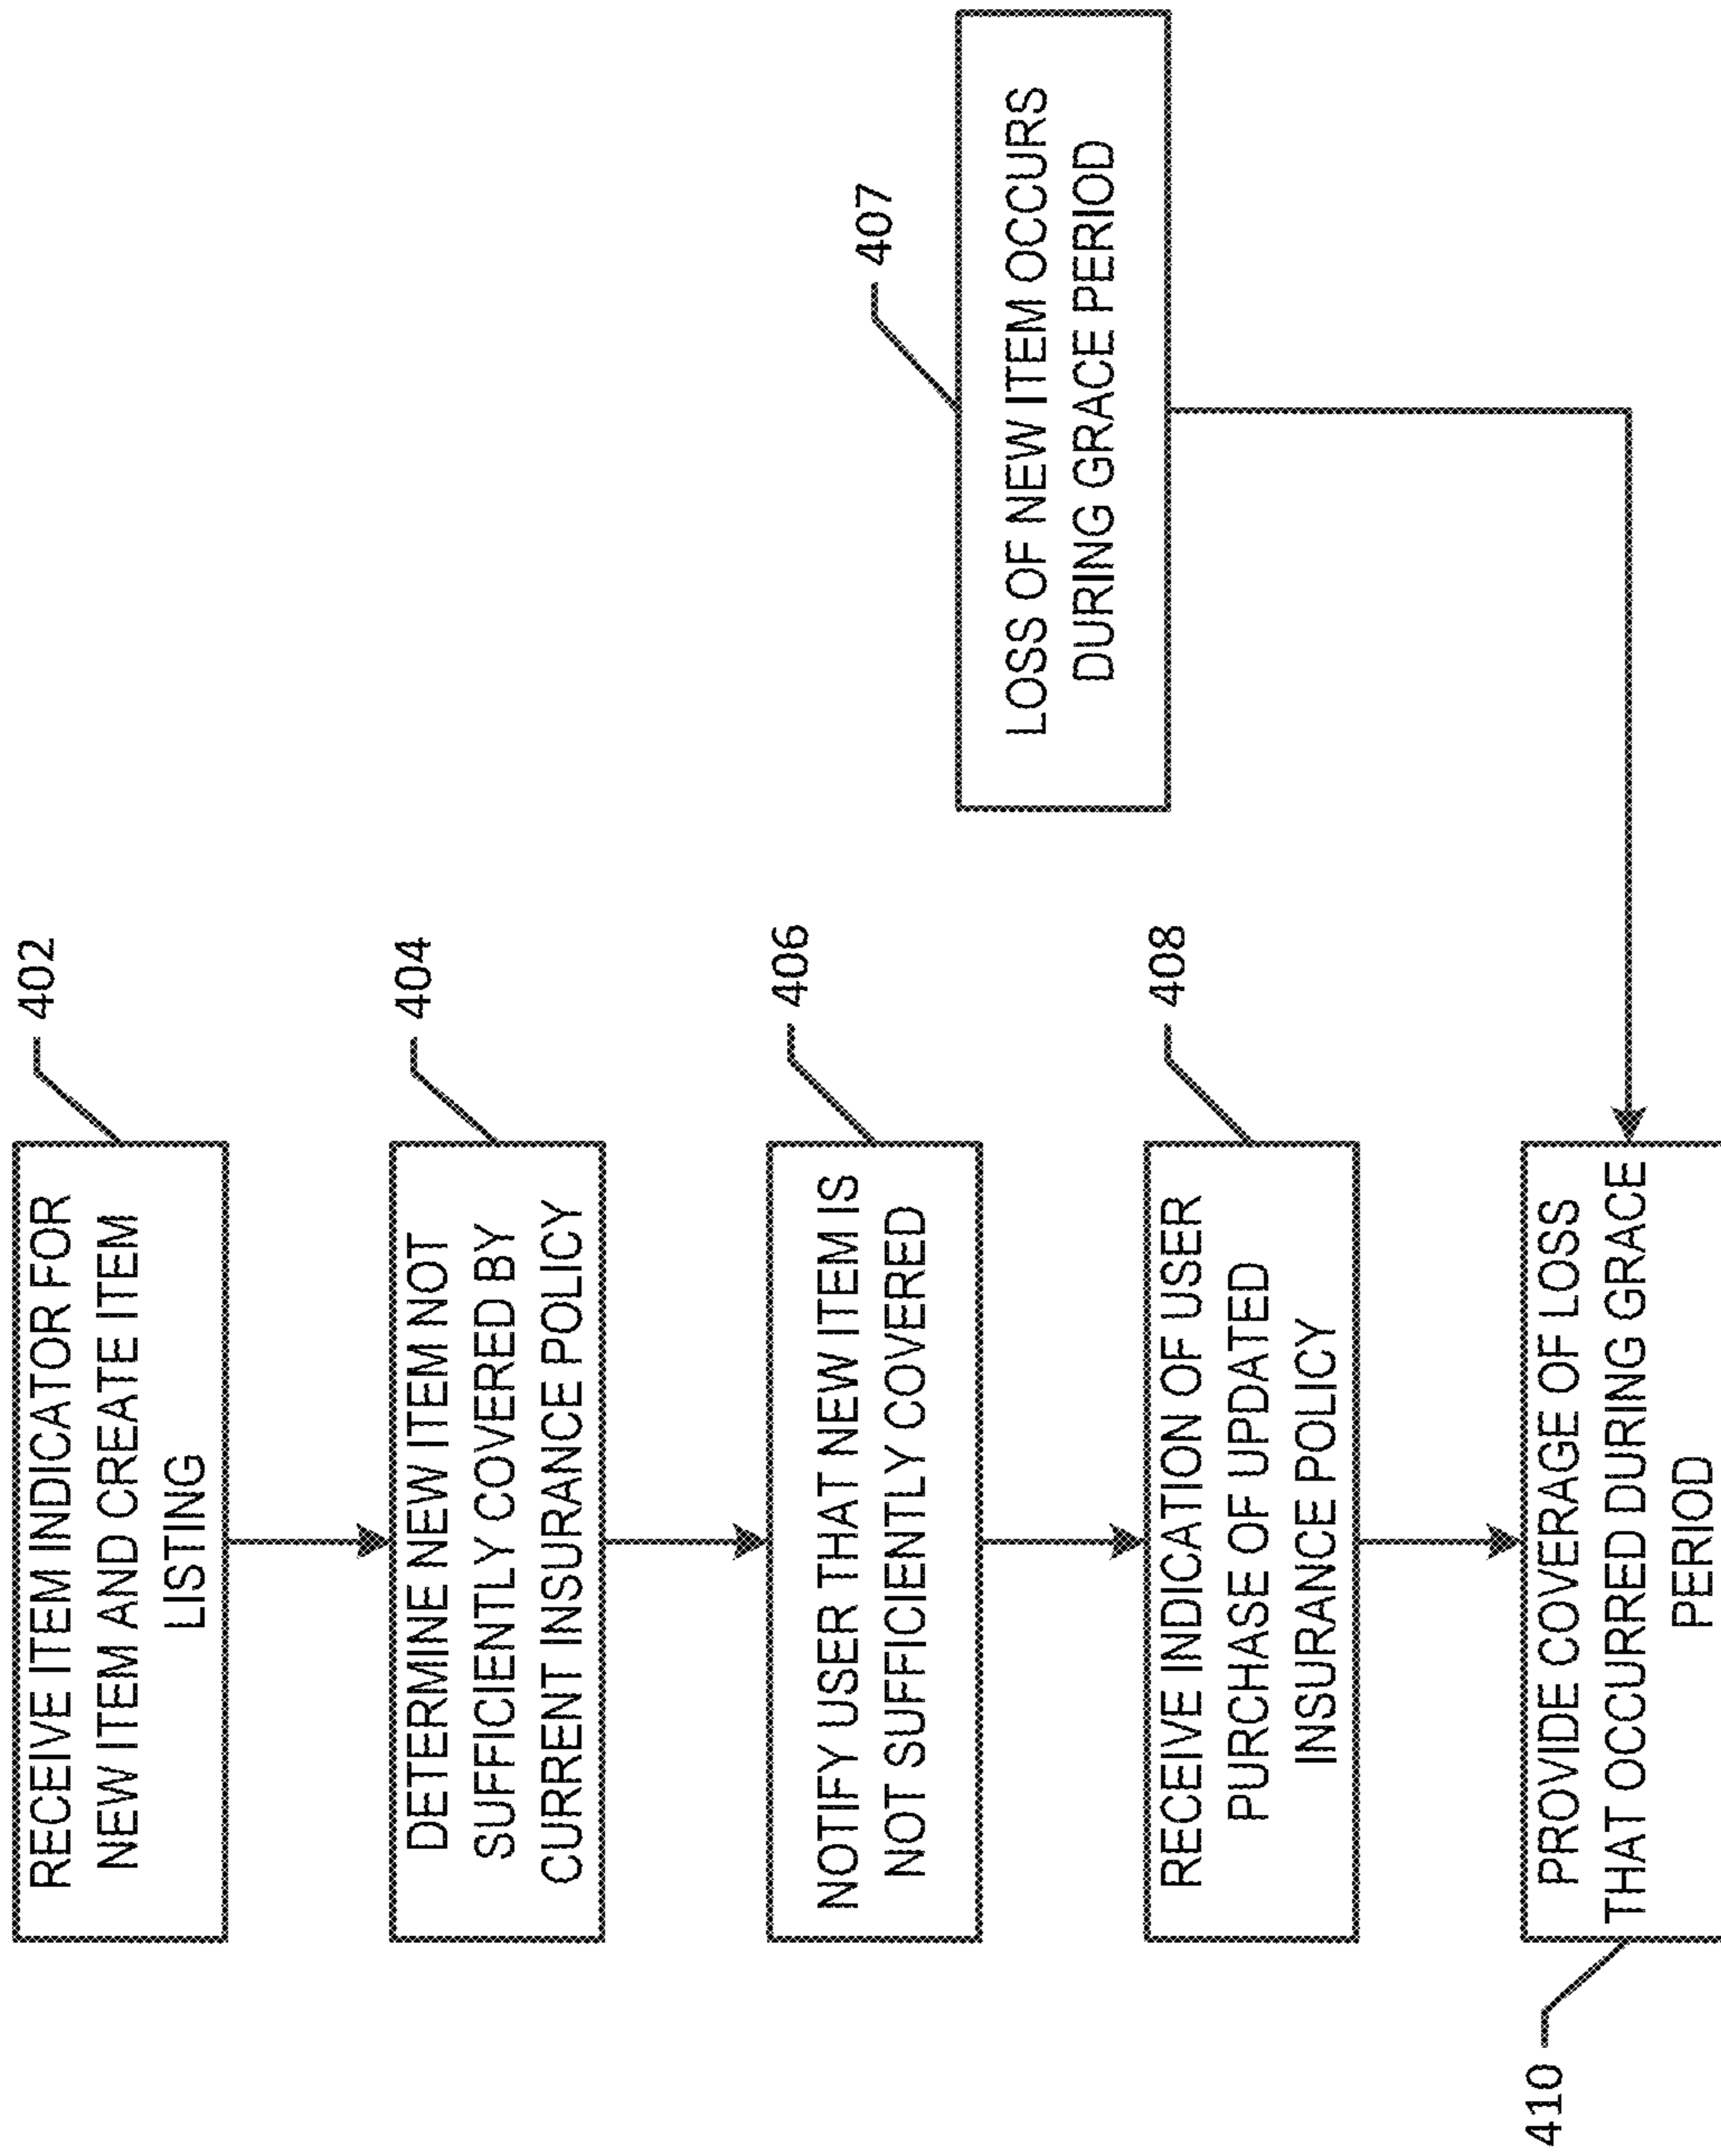 402
RECEIVE ITEM INDICATOR FOR
NEW ITEM AND CREATE ITEM
LISTING
404
DETERMINE NEW ITEM NOT
SUFFICIENTLY COVERED BY
CURRENT INSURANCE POLICY
406
NOTIFY USER THAT NEW ITEM IS
NOT SUFFICIENTLY COVERED
407
LOSS OF NEW ITEM OCCURS
DURING GRACE PERIOD
408
RECEIVE INDICATION OF USER
PURCHASE OF UPDATED
INSURANCE POLICY
410
PROVIDE COVERAGE OF LOSS
THAT OCCURRED DURING GRACE
PERIOD